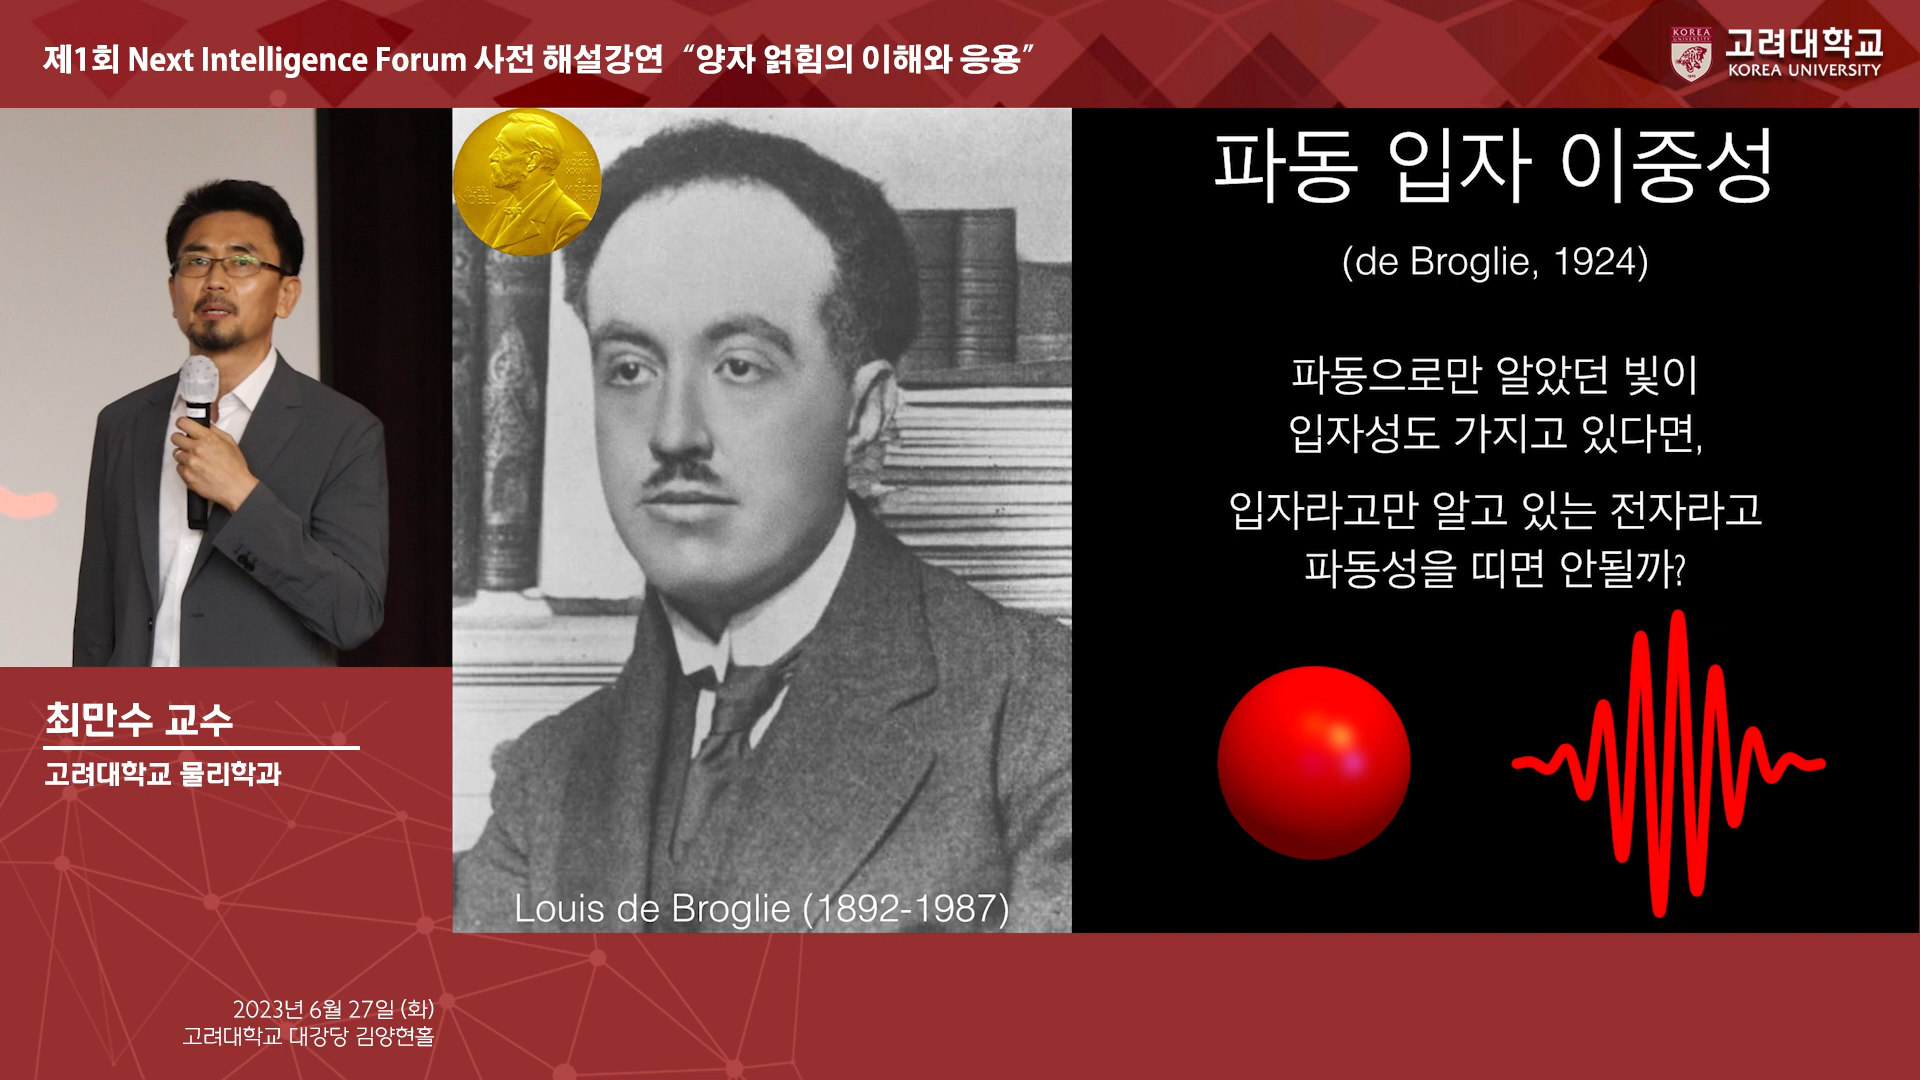 제1회 Next Intelligence Forum 사전 해설강연 “양자 얽힘의 이해와 응용”
KOREA
UNIVERSITY
고려대학교
KOREA UNIVERSITY
파동 입자 이중성
(de Broglie, 1924)
파동으로만 알았던 빛이
입자성도 가지고 있다면,
입자라고만 알고 있는 전자라고
파동성을 띠면 안될까?
Louis de Broglie (1892-1987)
최만수 교수
고려대학교 물리학과
2023년 6월 27일 (화)
고려대학교 대강당 김양현홀